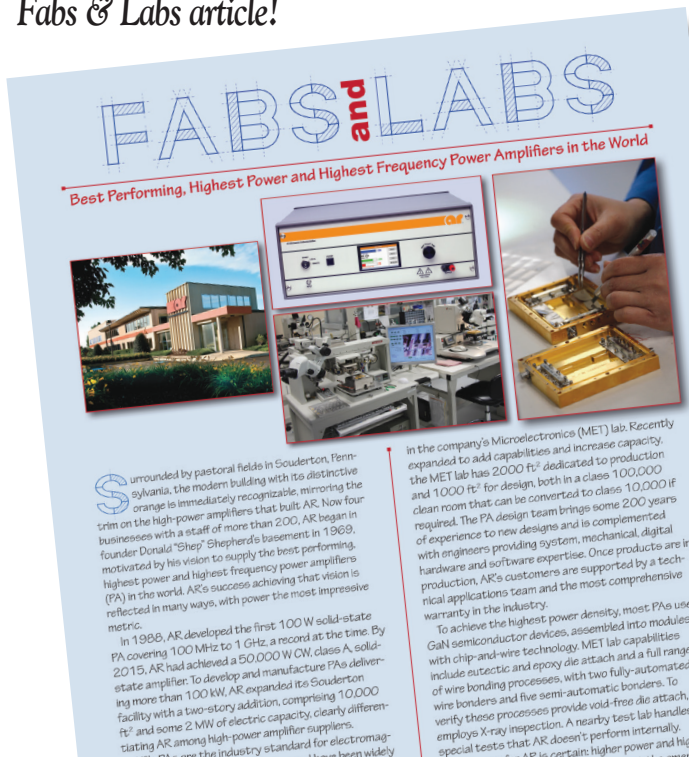 Fabs & Labs article!
FABS and LABS
Best Performing, Highest Power and Highest Frequency Power Amplifiers in the World
Surrounded by pastoral fields in Souderton, Penn-
sylvania, the modern building with its distinctive
orange is immediately recognizable, mirroring the
trim on the high-power amplifiers that built AR. Now four
businesses with a staff of more than 200, AR began in
founder Donald "Shep" Shepherd's basement in 1969,
motivated by his vision to supply the best performing,
highest power and highest frequency power amplifiers
(PA) in the world. AR's success achieving that vision is
reflected in many ways, with power the most impressive
metric.
In 1988, AR developed the first 100 W solid-state
PA covering 100 MHz to 1 GHz, a record at the time. By
2015, AR had achieved a 50,000 W CW, class A, solid-
state amplifier. To develop and manufacture PAs deliver-
ing more than 100 kW, AR expanded its Souderton
facility with a two-story addition, comprising 10,000
ft² and some 2 MW of electric capacity, clearly differen-
tiating AR among high-power amplifier suppliers.
PAs are the industry standard for electromag-
have been widely
in the company's Microelectronics (MET) lab. Recently
expanded to add capabilities and increase capacity,
the MET lab has 2000 ft² dedicated to production
and 1000 ft² for design, both in a class 100,000
clean room that can be converted to class 10,000 if
required. The PA design team brings some 200 years
of experience to new designs and is complemented
with engineers providing system, mechanical, digital
hardware and software expertise. Once products are in
production, AR's customers are supported by a tech-
nical applications team and the most comprehensive
warranty in the industry.
To achieve the highest power density, most PAs use
GaN semiconductor devices, assembled into modules
with chip-and-wire technology. MET lab capabilities
include eutectic and epoxy die attach and a full range
of wire bonding processes, with two fully-automated
wire bonders and five semi-automatic bonders. To
verify these processes provide void-free die attach,
employs X-ray inspection. A nearby test lab handles
special tests that AR doesn't perform internally.
AR is certain: higher power and